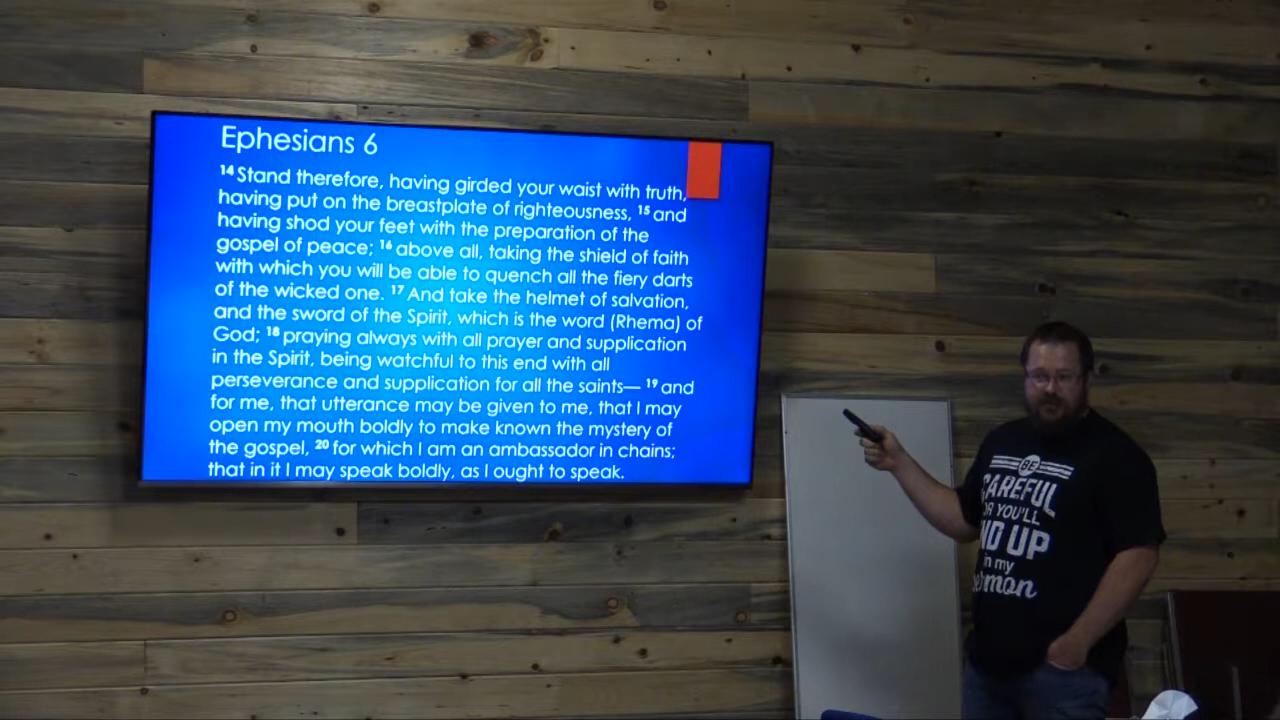 Ephesians 6
14 Stand therefore, having girded your waist with truth,
having put on the breastplate of righteousness, 15 and
having shod your feet with the preparation of the
gospel of peace; 16 above all, taking the shield of faith
with which you will be able to quench all the fiery darts
of the wicked one. 17 And take the helmet of salvation,
and the sword of the Spirit, which is the word (Rhema) of
God; 18 praying always with all prayer and supplication
in the Spirit, being watchful to this end with all
perseverance and supplication for all the saints— 19 and
for me, that utterance may be given to me, that I may
open my mouth boldly to make known the mystery of
the gospel, 20 for which I am an ambassador in chains;
that in it I may speak boldly, as I ought to speak.
BE
CAREFUL
OR YOU'LL
END UP
in my
sermon